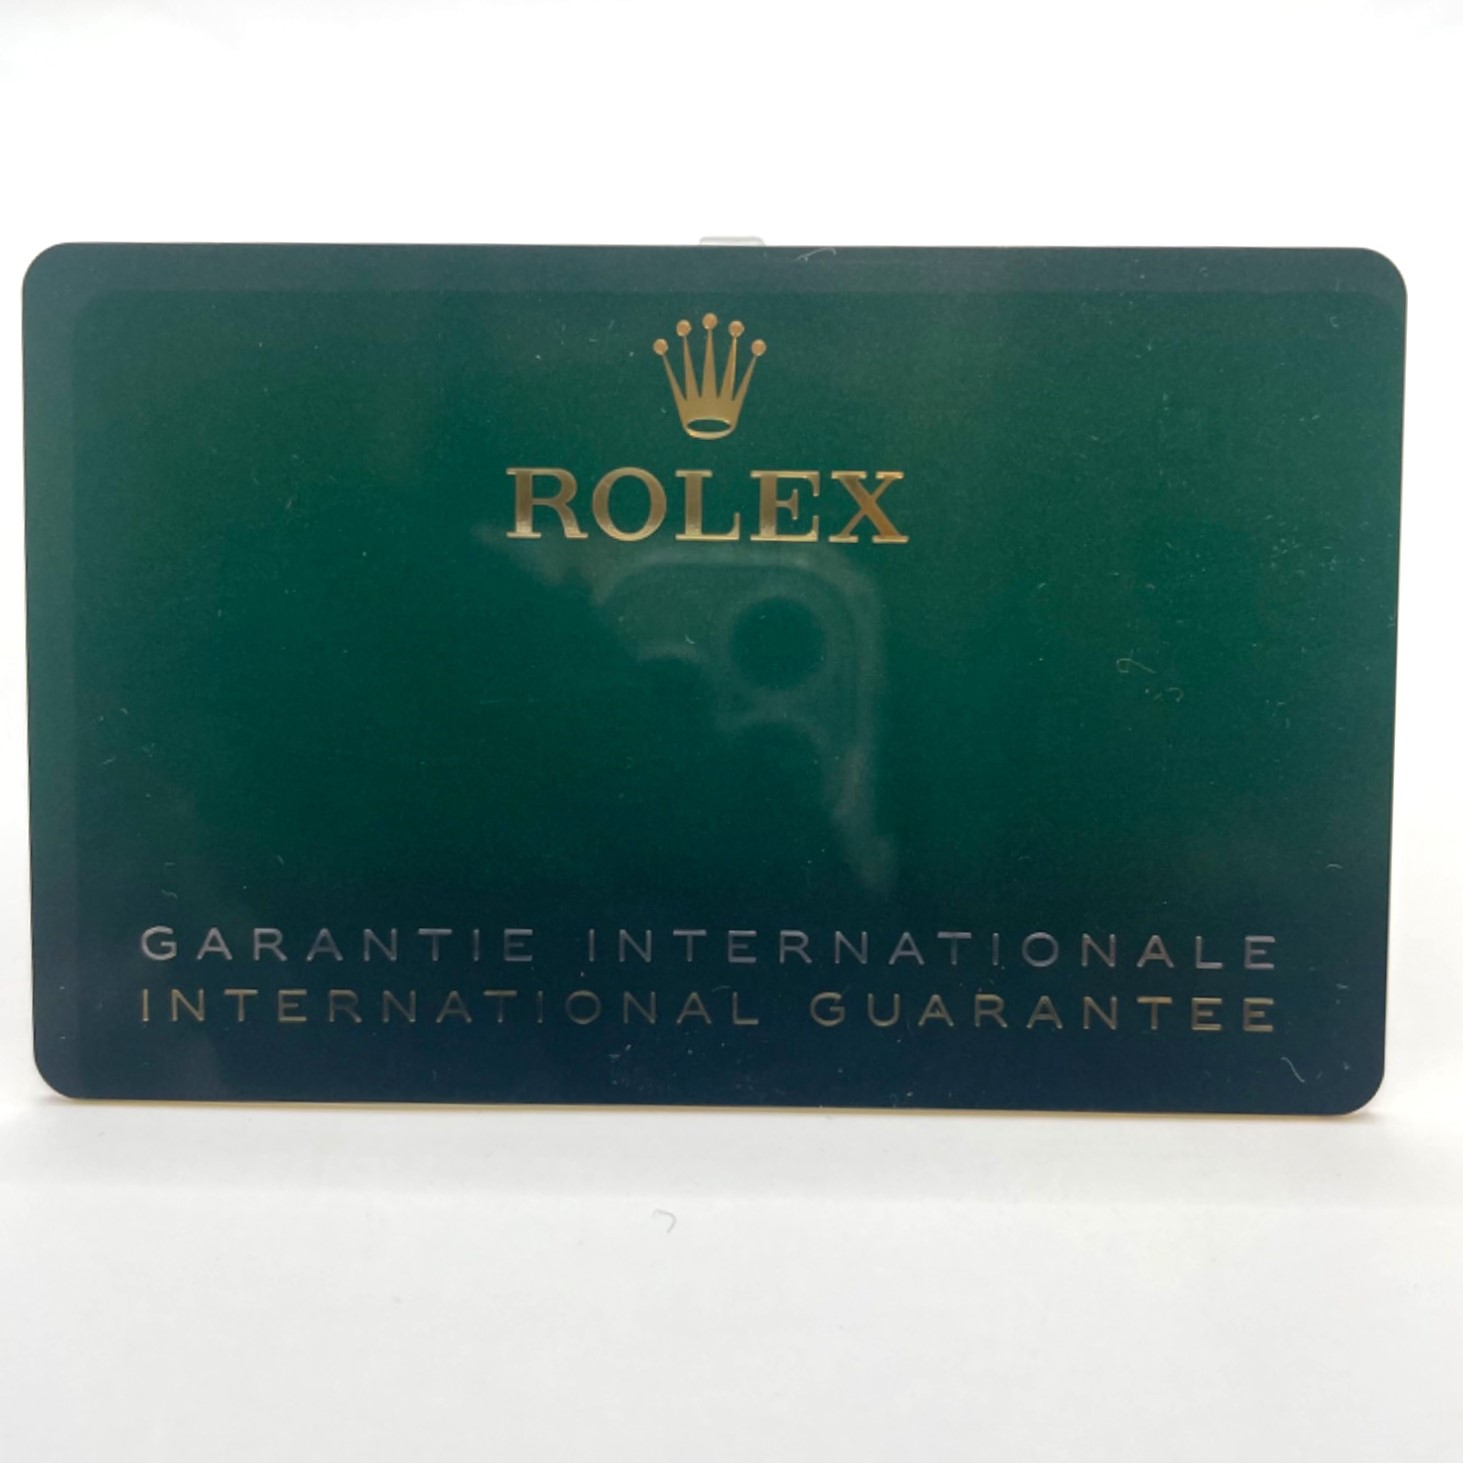 ROLEX
GARANTIE INTERNATIONALE
INTERNATIONAL GUARANTEE